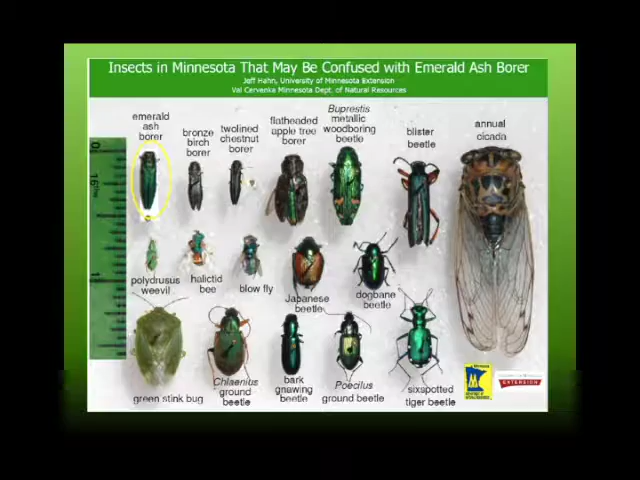 Insects in Minnesota That May Be Confused with Emerald Ash Borer
Jeff Hahn, University of Minnesota Extension
Val Cervenka Minnesota Dept. of Natural Resources
emerald
ash
borer
bronze
birch
borer
twolined
chestnut
borer
flatheaded
apple tree
borer
Buprestis
metallic
woodboring
beetle
blister
beetle
annual
cicada
polydrusus
weevil
halictid
bee
blow fly
Japanese
beetle
dogbane
beetle
green stink bug
Chlaenius
ground
beetle
bark
gnawing
beetle
Poecilus
ground beetle
sixspotted
tiger beetle
EXTENSION